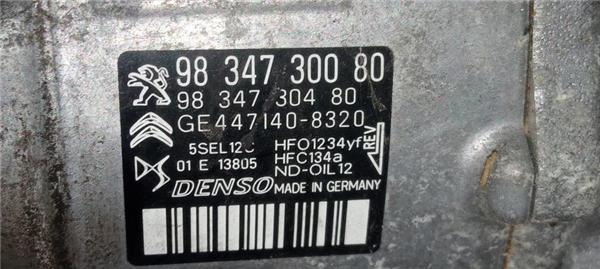 98 347 300 80
98 347 304 80
GE447140-8320
5SEL12C HFO1234yf
01 E 13805 HFC134a
ND-OIL12
REV
DENSO MADE IN GERMANY